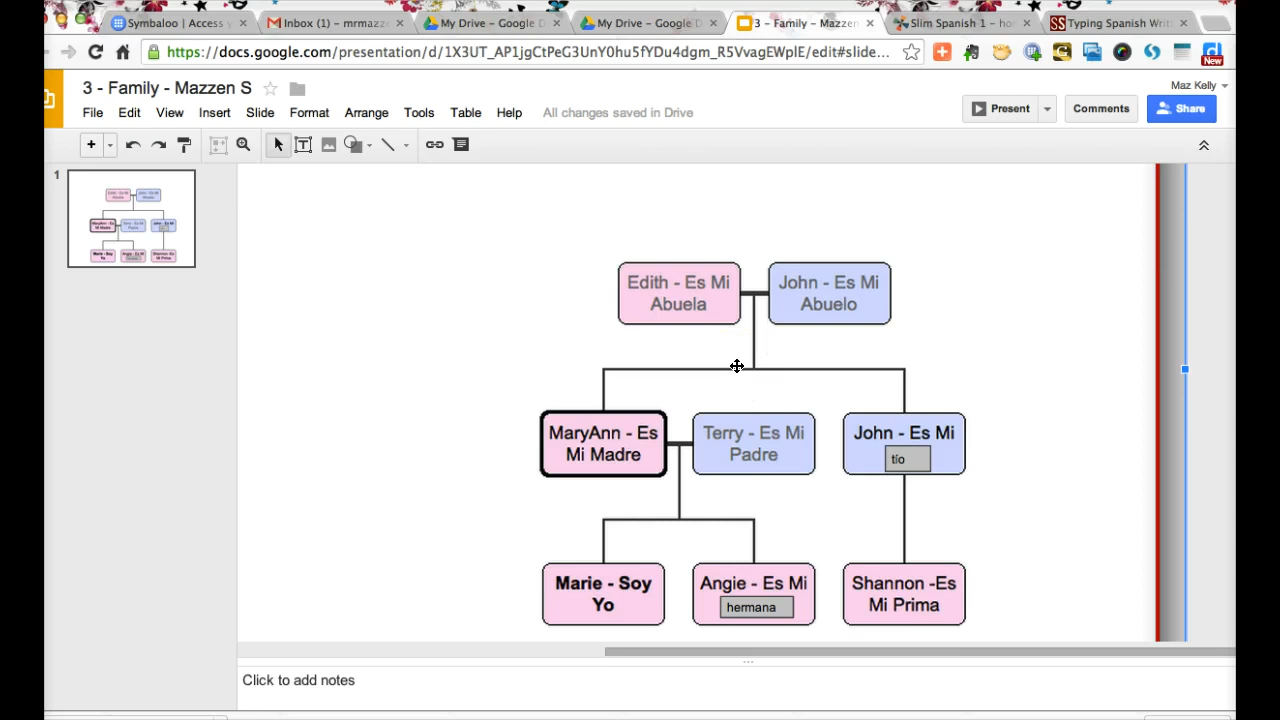 Symbaloo | Access y
Inbox (1) – mrmazze
My Drive – Google D
My Drive – Google D
3 – Family – Mazzen
Slim Spanish 1 – ho
Typing Spanish Writ
https://docs.google.com/presentation/d/1X3UT_AP1jgCtPeG3UnY0hu5fYDu4dgm_R5VvagEWplE/edit#slide...
New
3 - Family - Mazzen S
Maz Kelly
File Edit View Insert Slide Format Arrange Tools Table Help All changes saved in Drive
Present
Comments
Share
1
Edith - Es Mi
Abuela
John - Es Mi
Abuelo
MaryAnn - Es
Mi Madre
Terry - Es Mi
Padre
John - Es Mi
tío
Marie - Soy
Yo
Angie - Es Mi
hermana
Shannon -Es
Mi Prima
Click to add notes